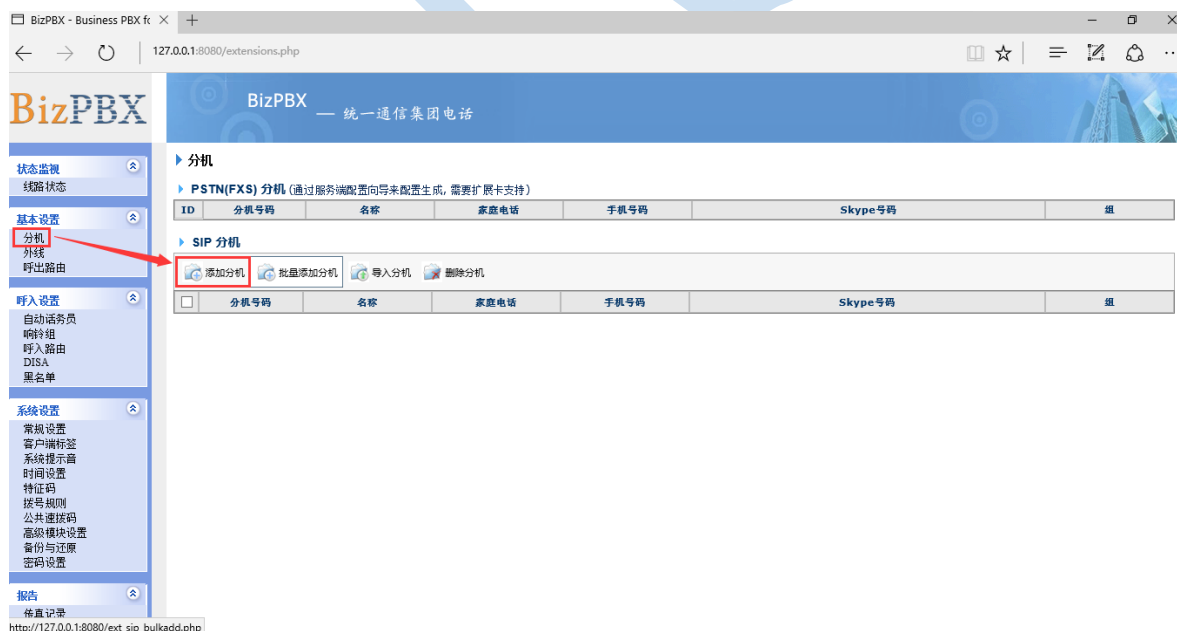 BizPBX - Business PBX fo
127.0.0.1:8080/extensions.php
BizPBX
BizPBX
— 统一通信集团电话
状态监视
线路状态
基本设置
分机
外线
呼出路由
呼入设置
自动话务员
响铃组
呼入路由
DISA
黑名单
系统设置
常规设置
客户端标签
系统提示音
时间设置
特征码
拨号规则
公共速拨码
高级模块设置
备份与还原
密码设置
报告
传真记录
分机
PSTN(FXS) 分机 (通过服务端配置向导来配置生成, 需要扩展卡支持)
ID 分机号码 名称 家庭电话 手机号码 Skype号码 组
SIP 分机
添加分机 批量添加分机 导入分机 删除分机
分机号码 名称 家庭电话 手机号码 Skype号码 组
http://127.0.0.1:8080/ext_sip_bulkadd.php